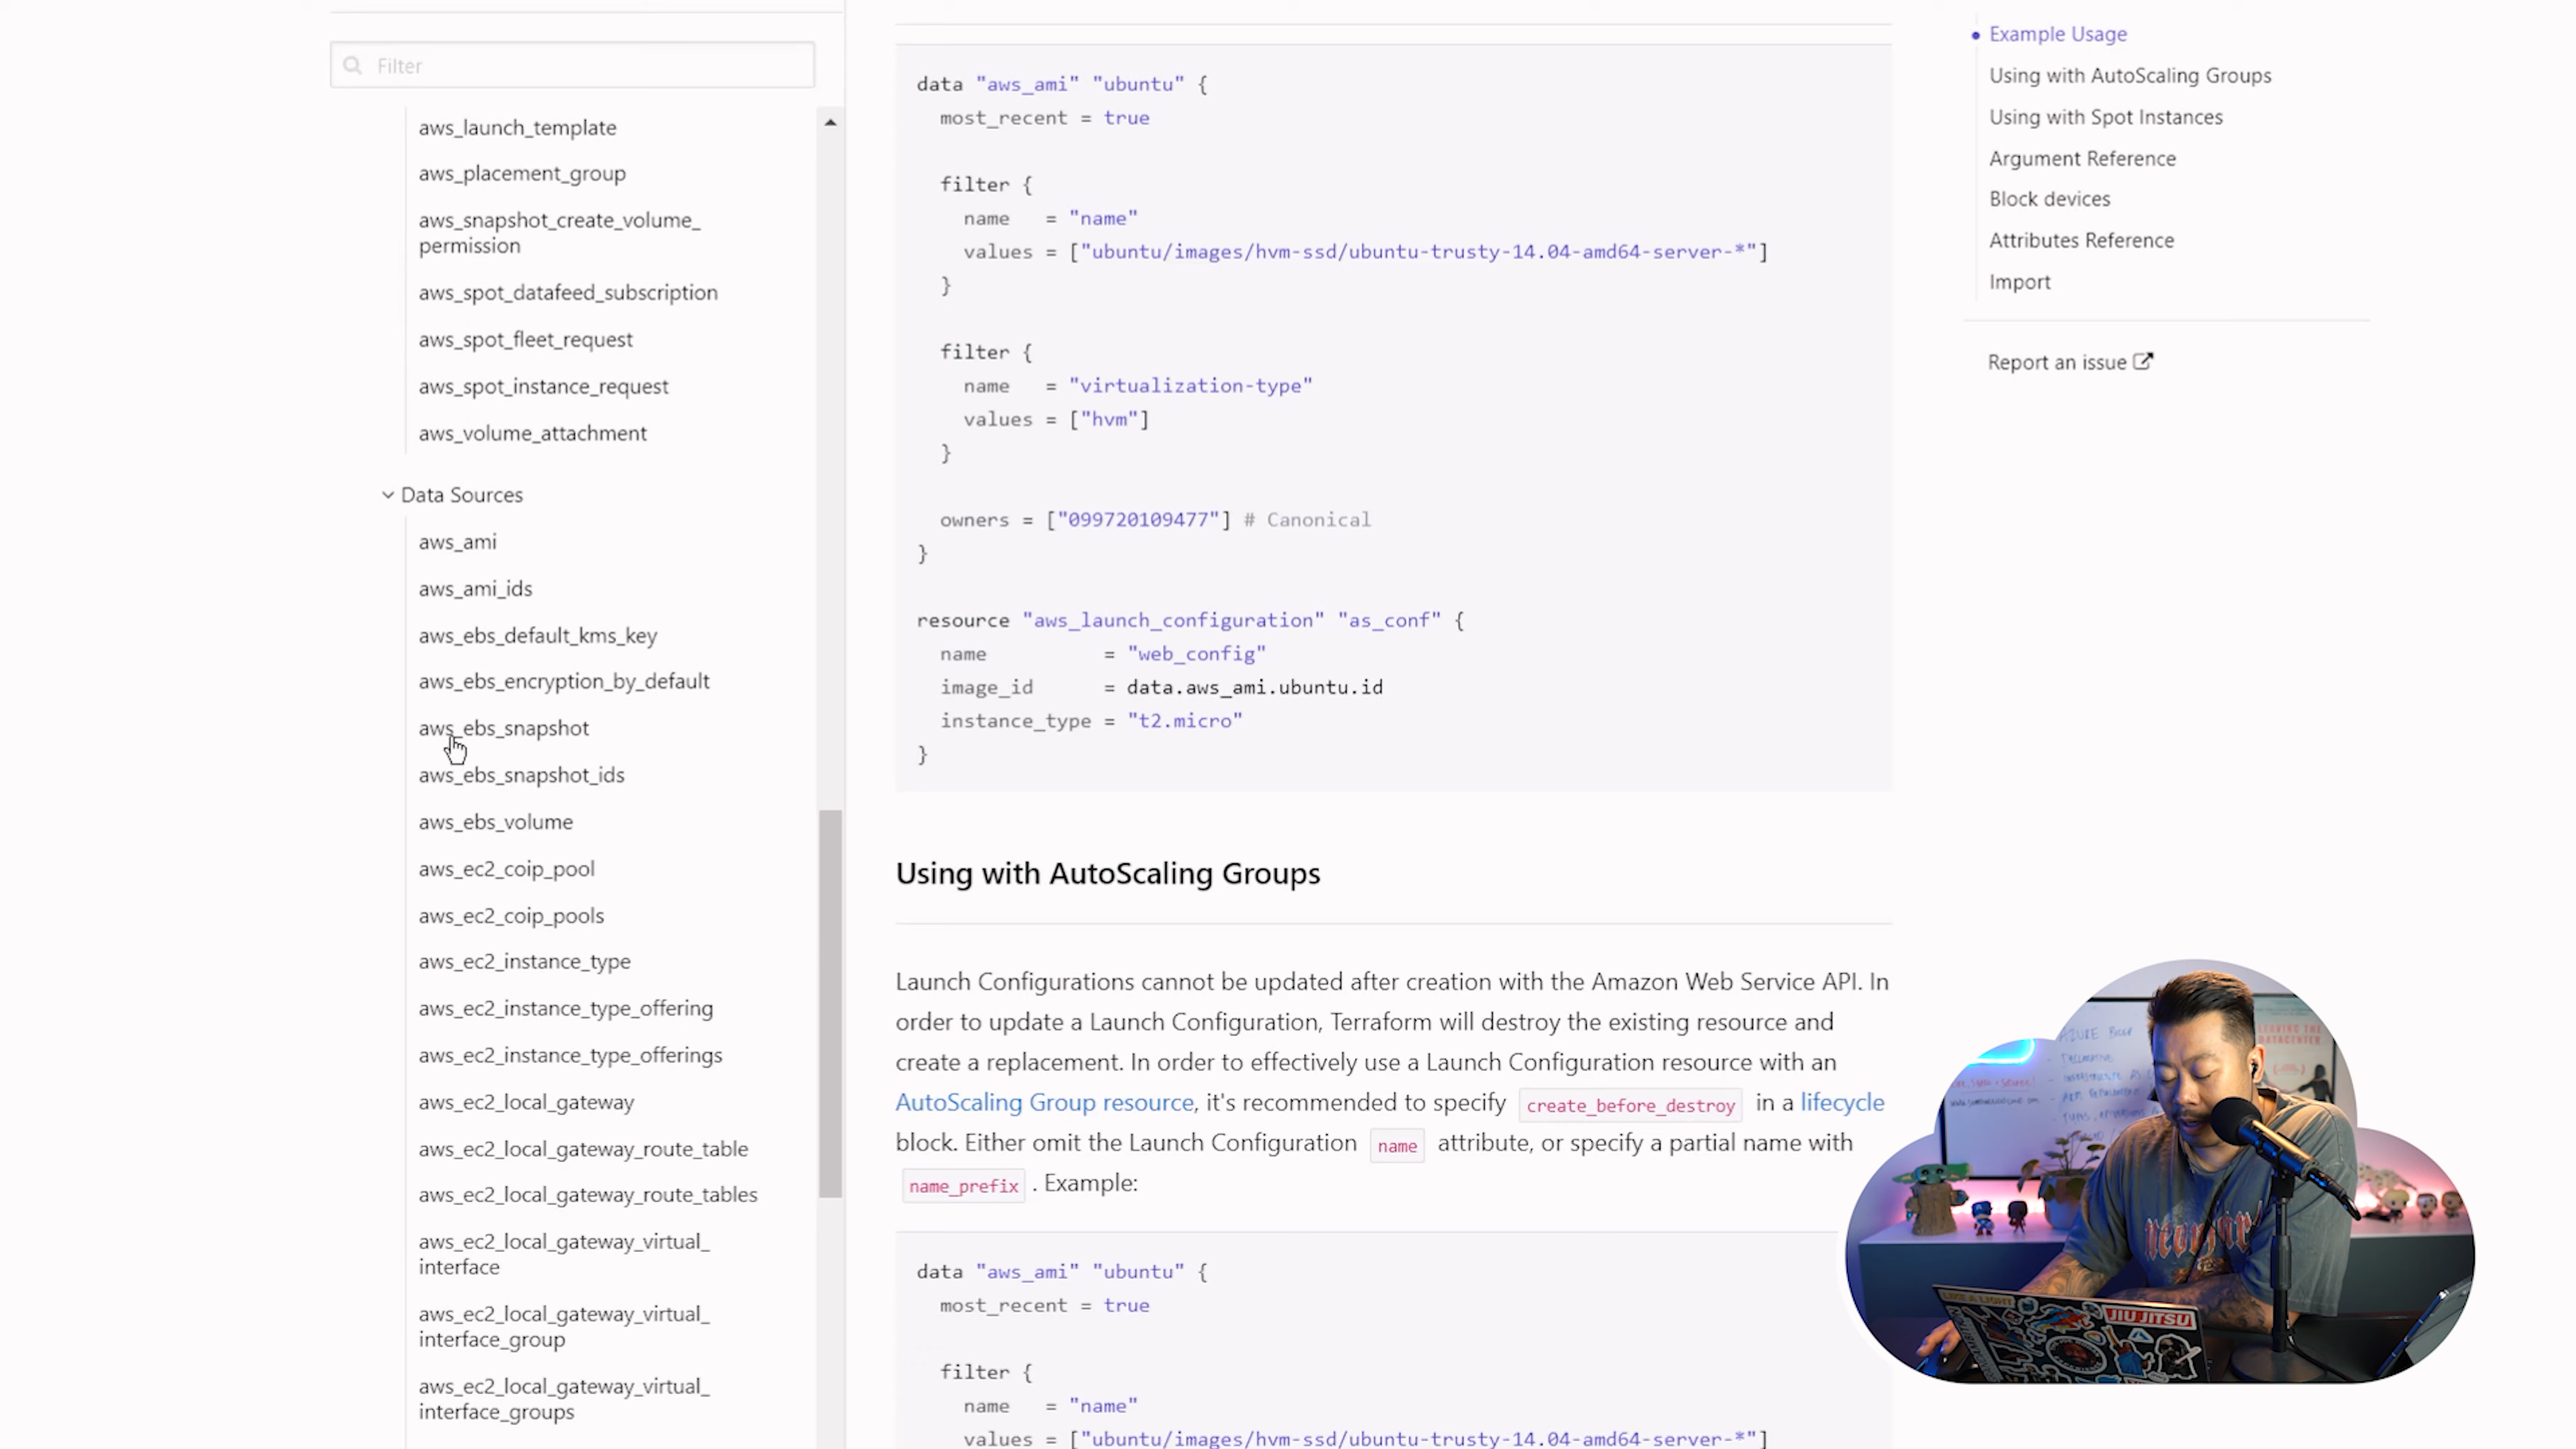 Filter
aws_launch_template
aws_placement_group
aws_snapshot_create_volume_
permission
aws_spot_datafeed_subscription
aws_spot_fleet_request
aws_spot_instance_request
aws_volume_attachment
Data Sources
aws_ami
aws_ami_ids
aws_ebs_default_kms_key
aws_ebs_encryption_by_default
aws_ebs_snapshot
aws_ebs_snapshot_ids
aws_ebs_volume
aws_ec2_coip_pool
aws_ec2_coip_pools
aws_ec2_instance_type
aws_ec2_instance_type_offering
aws_ec2_instance_type_offerings
aws_ec2_local_gateway
aws_ec2_local_gateway_route_table
aws_ec2_local_gateway_route_tables
aws_ec2_local_gateway_virtual_
interface
aws_ec2_local_gateway_virtual_
interface_group
aws_ec2_local_gateway_virtual_
interface_groups
data "aws_ami" "ubuntu" {
most_recent = true
filter {
name = "name"
values = ["ubuntu/images/hvm-ssd/ubuntu-trusty-14.04-amd64-server-*"]
}
filter {
name = "virtualization-type"
values = ["hvm"]
}
owners = ["099720109477"] # Canonical
}
resource "aws_launch_configuration" "as_conf" {
name = "web_config"
image_id = data.aws_ami.ubuntu.id
instance_type = "t2.micro"
}
Using with AutoScaling Groups
Launch Configurations cannot be updated after creation with the Amazon Web Service API. In
order to update a Launch Configuration, Terraform will destroy the existing resource and
create a replacement. In order to effectively use a Launch Configuration resource with an
AutoScaling Group resource, it's recommended to specify create_before_destroy in a lifecycle
block. Either omit the Launch Configuration name attribute, or specify a partial name with
name_prefix . Example:
data "aws_ami" "ubuntu" {
most_recent = true
filter {
name = "name"
values = ["ubuntu/images/hvm-ssd/ubuntu-trusty-14.04-amd64-server-*"]
Example Usage
Using with AutoScaling Groups
Using with Spot Instances
Argument Reference
Block devices
Attributes Reference
Import
Report an issue
AZURE
LEAVING THE
DATACENTER
JIU JITSU